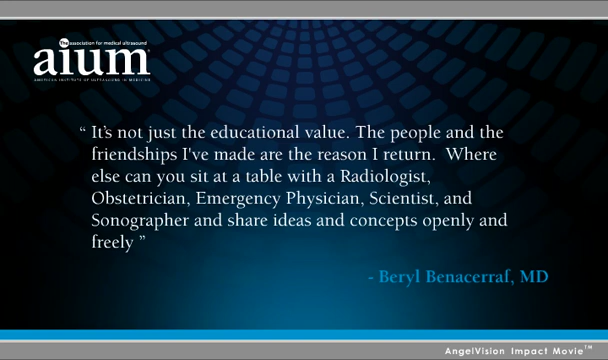 The association for medical ultrasound
aium
AMERICAN INSTITUTE OF ULTRASOUND IN MEDICINE
“ It's not just the educational value. The people and the
friendships I've made are the reason I return. Where
else can you sit at a table with a Radiologist,
Obstetrician, Emergency Physician, Scientist, and
Sonographer and share ideas and concepts openly and
freely ”
- Beryl Benacerraf, MD
AngelVision Impact Movie™